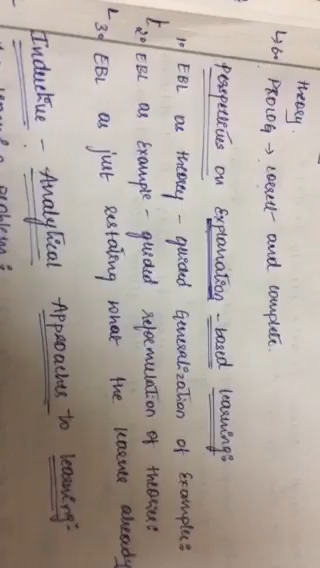 theory.
↳ 6. PROLOG → correct and complete.
Perspectives on Explanation - based learning:
1. EBL as theory - guided Generalization of Examples:
2. EBL as Example - guided reformulation of theories:
3. EBL as just restating what the learner already
Inductive - Analytical Approaches to learning:
problems: